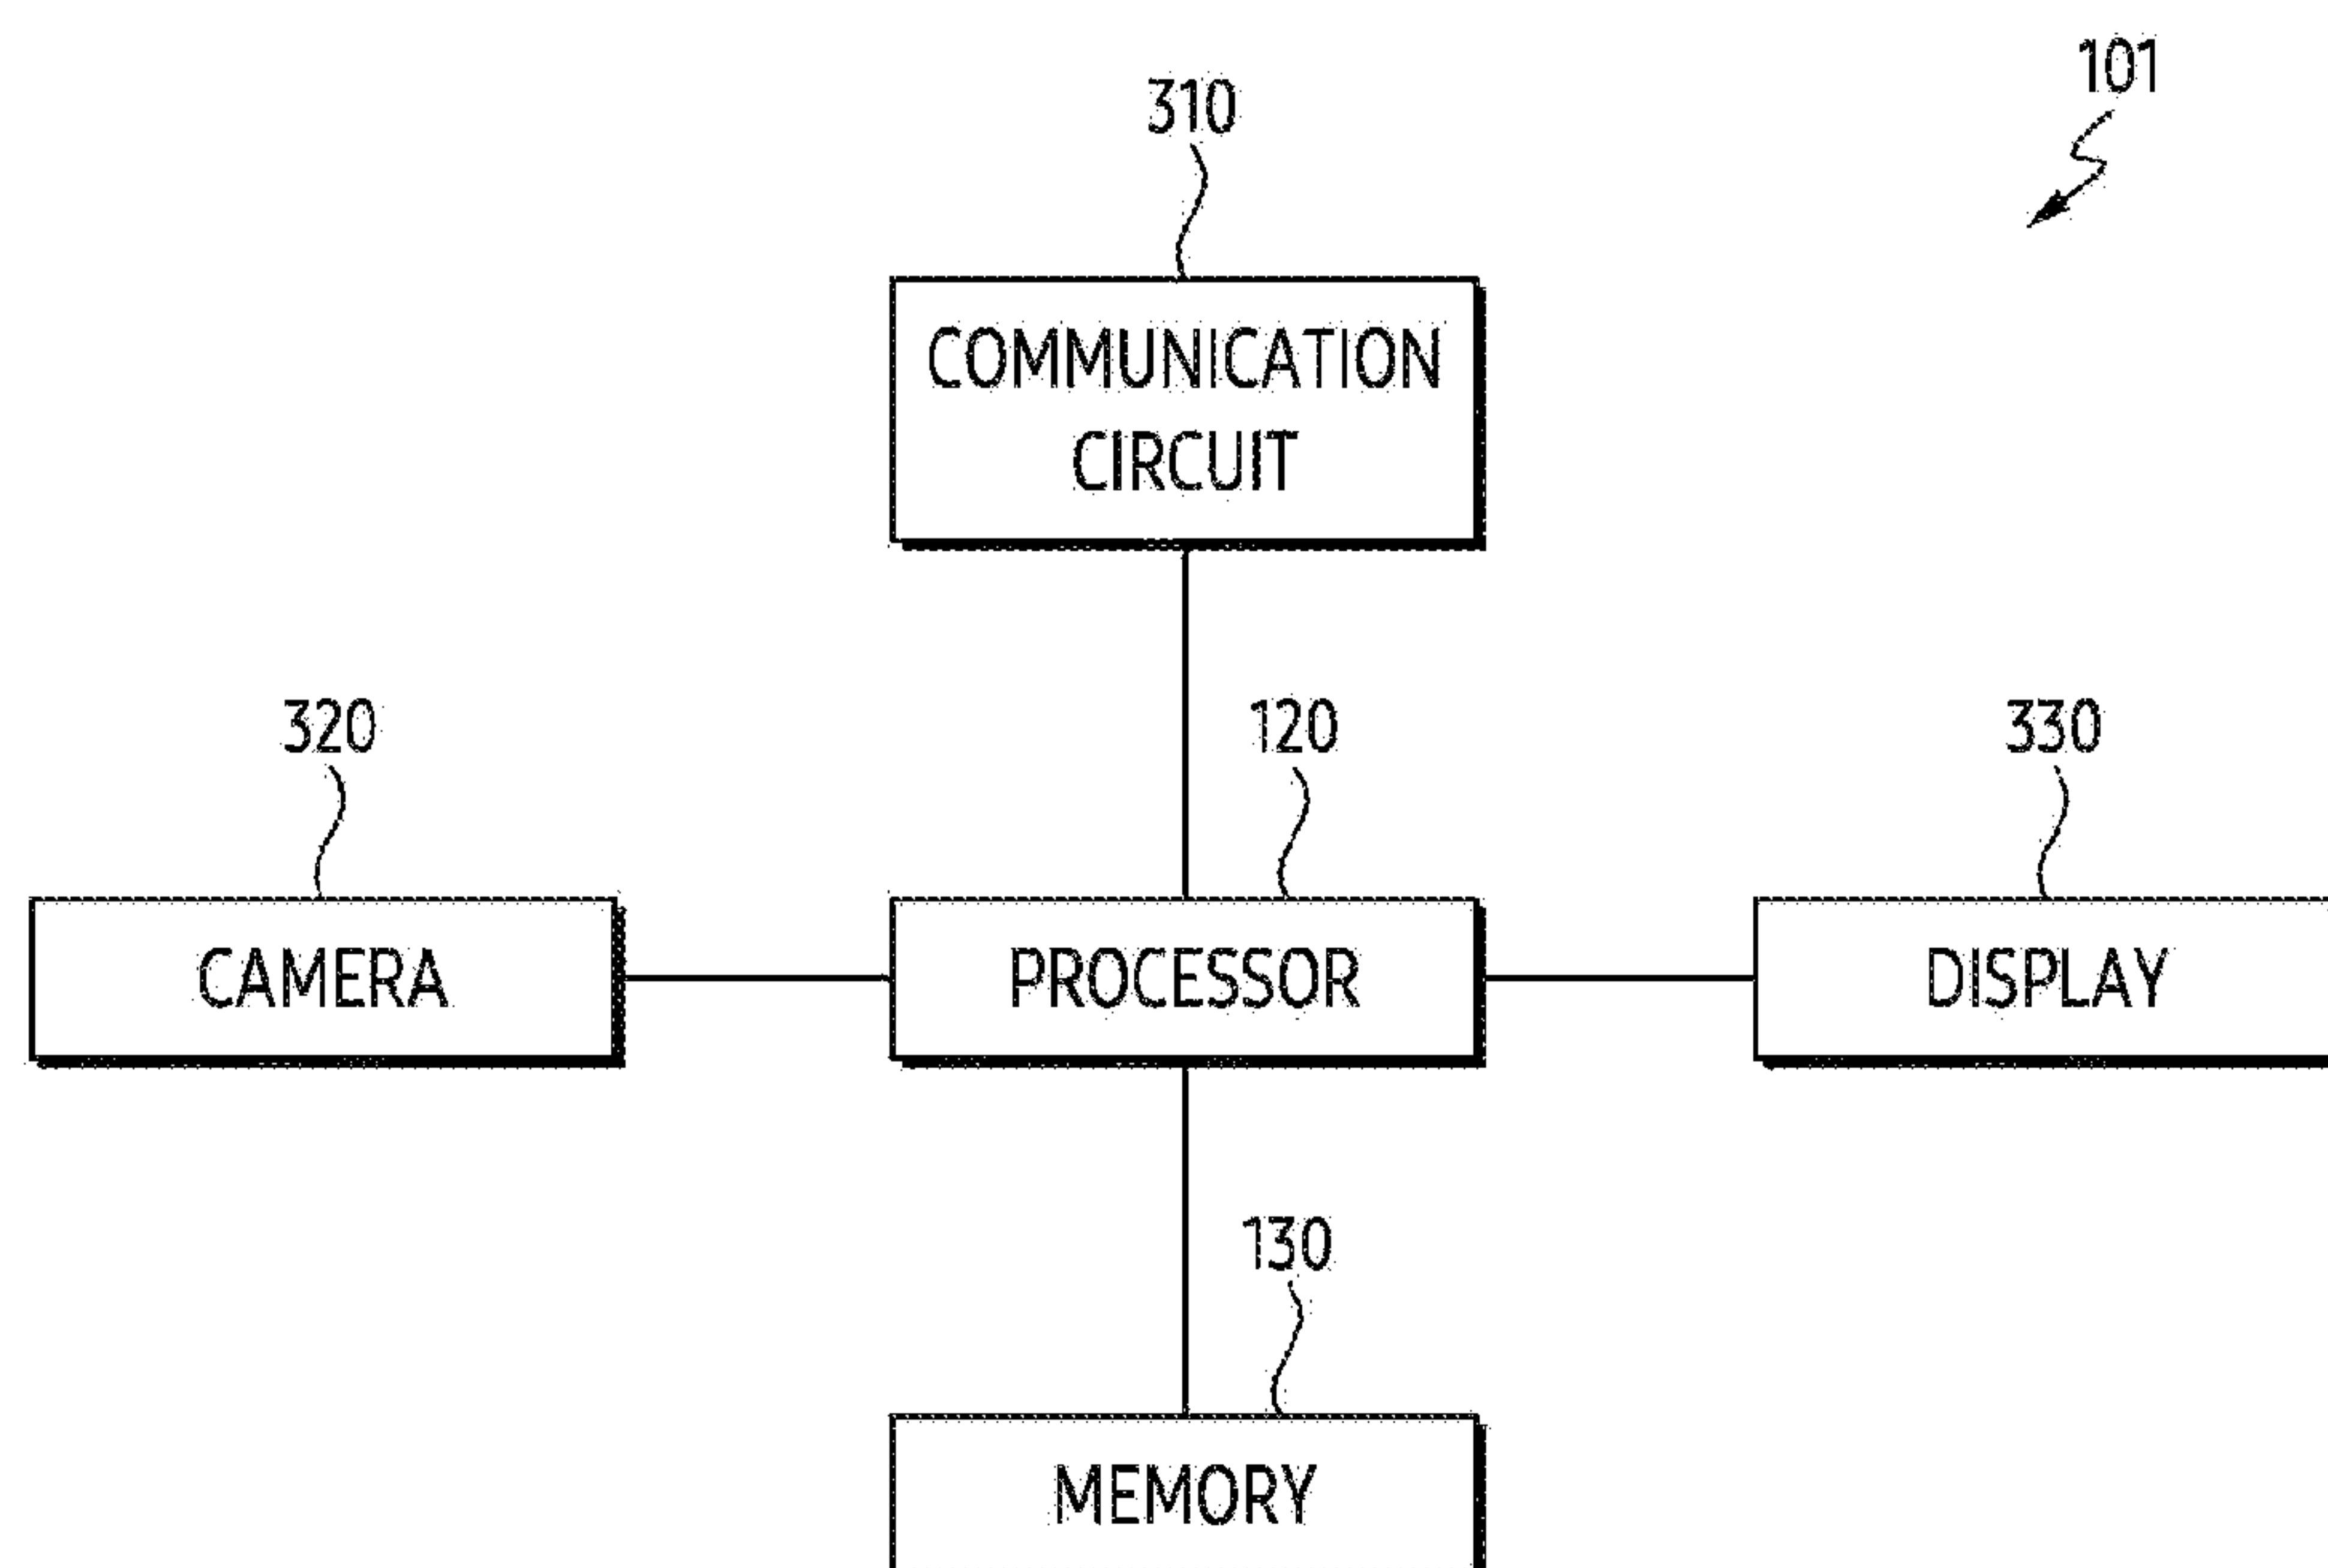 101
310
COMMUNICATION
CIRCUIT
320
120
330
CAMERA
PROCESSOR
DISPLAY
130
MEMORY